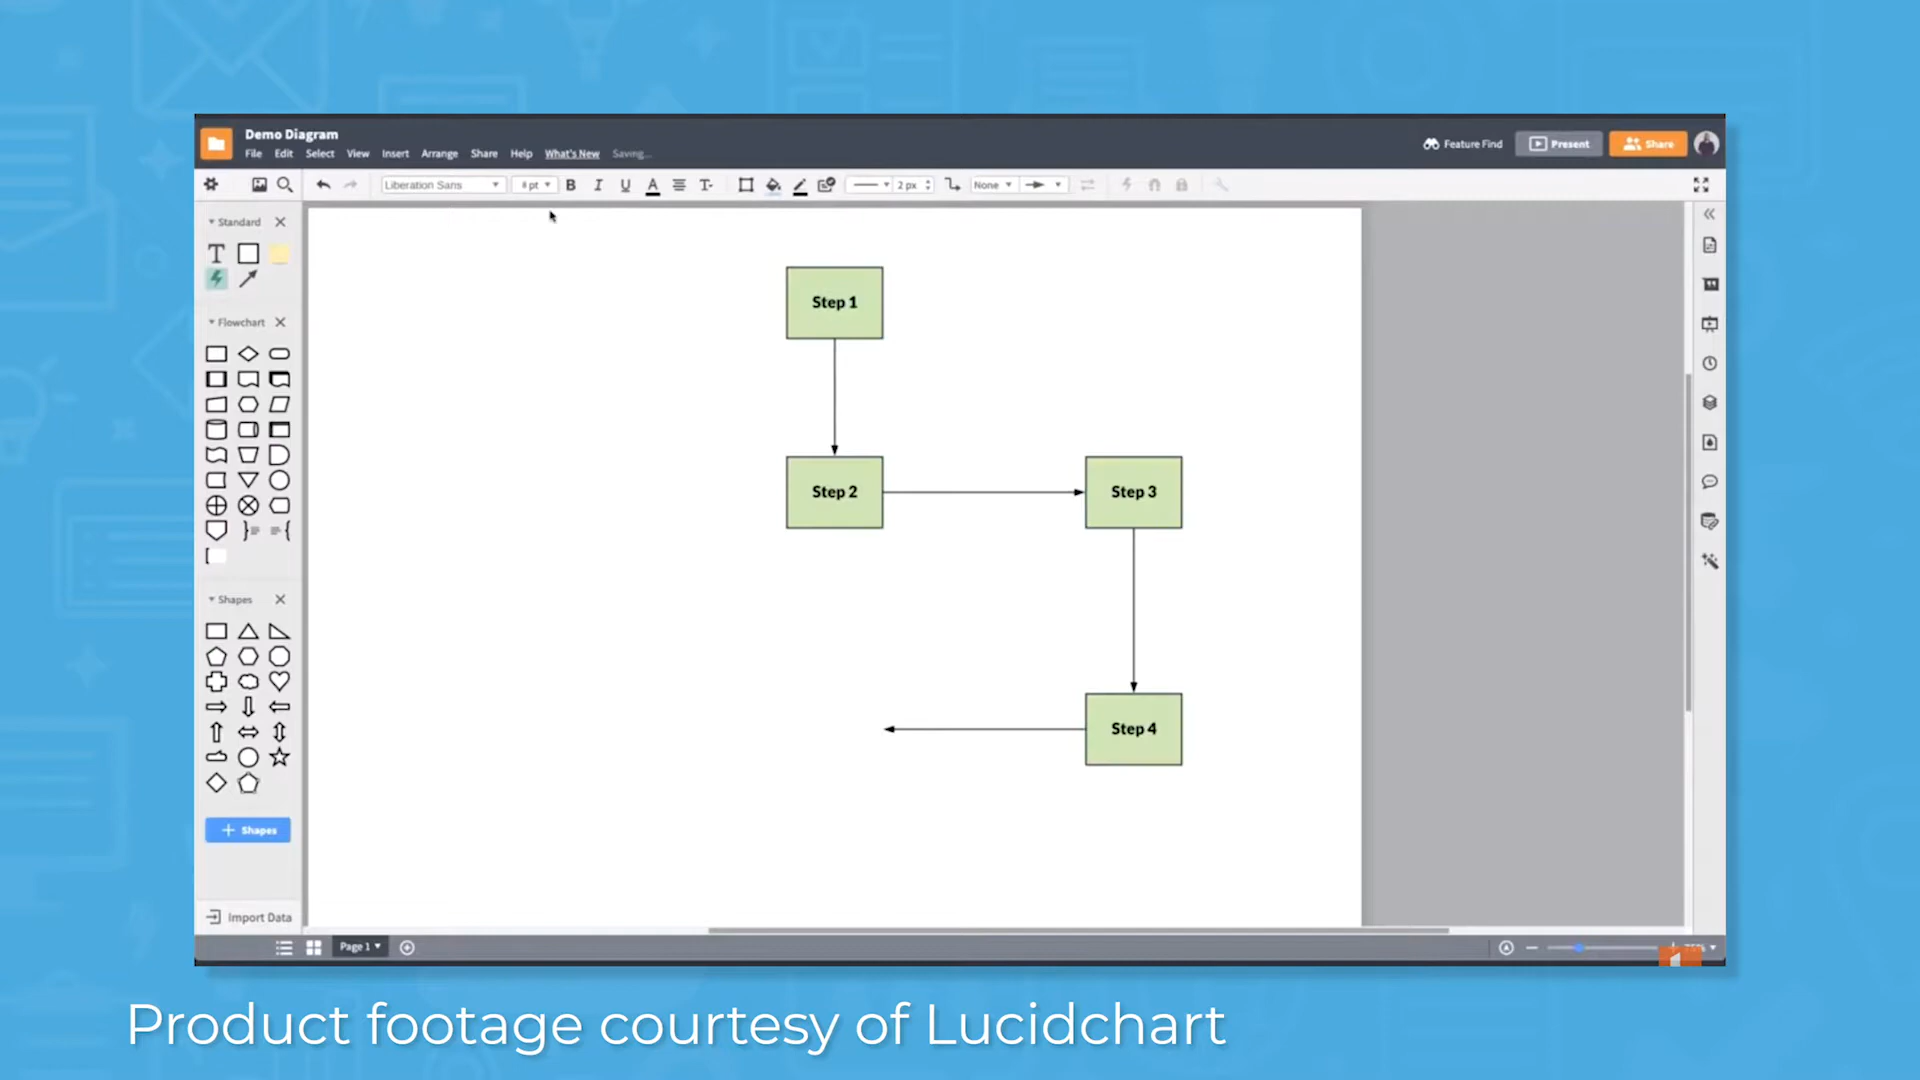 Demo Diagram
File Edit Select View Insert Arrange Share Help What's New Saving...
Feature Find Present Share
Liberation Sans pt B I U A T 2 px None
Standard
T
Flowchart
Shapes
+ Shapes
Import Data
Step 1
Step 2
Step 3
Step 4
Page 1
Product footage courtesy of Lucidchart